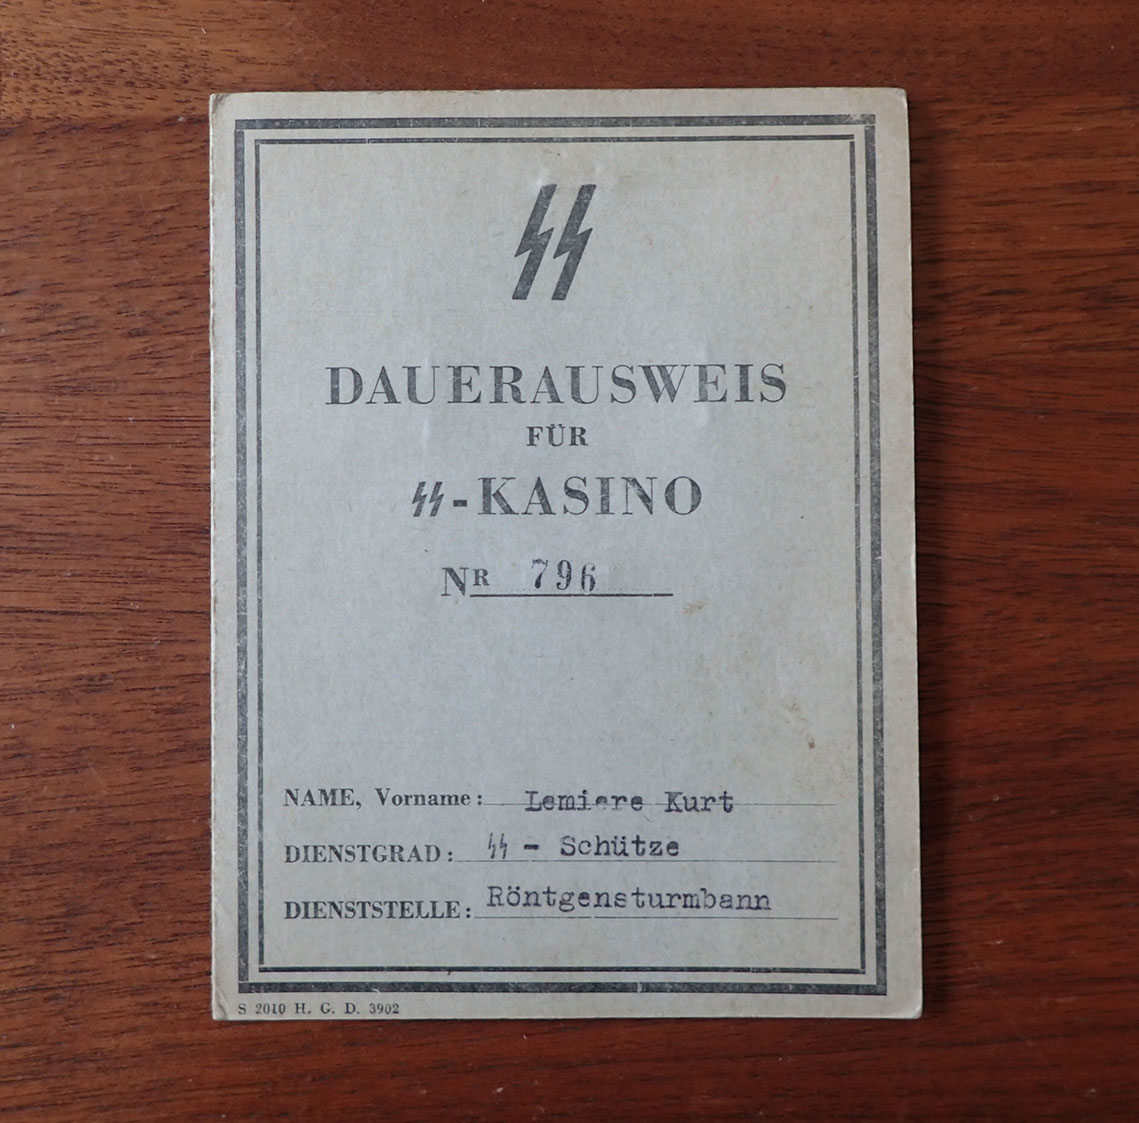 ᛋᛋ
DAUERAUSWEIS
FÜR
ᛋᛋ-KASINO
NR 796
NAME, Vorname: Lemiere Kurt
DIENSTGRAD: ᛋᛋ - Schütze
DIENSTSTELLE: Röntgensturmbann
S 2010 H. G. D. 3902